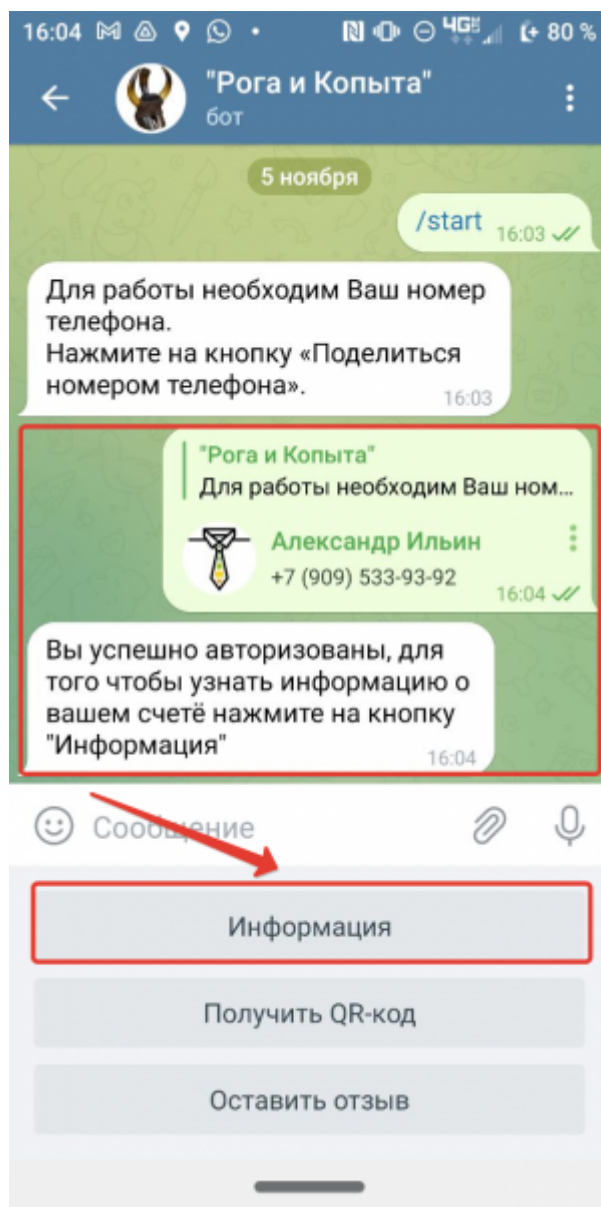 16:04
4G
80 %
"Рога и Копыта"
бот
5 ноября
/start 16:03
Для работы необходим Ваш номер
телефона.
Нажмите на кнопку «Поделиться
номером телефона».
16:03
"Рога и Копыта"
Для работы необходим Ваш ном...
Александр Ильин
+7 (909) 533-93-92
16:04
Вы успешно авторизованы, для
того чтобы узнать информацию о
вашем счетё нажмите на кнопку
"Информация"
16:04
Сообщение
Информация
Получить QR-код
Оставить отзыв